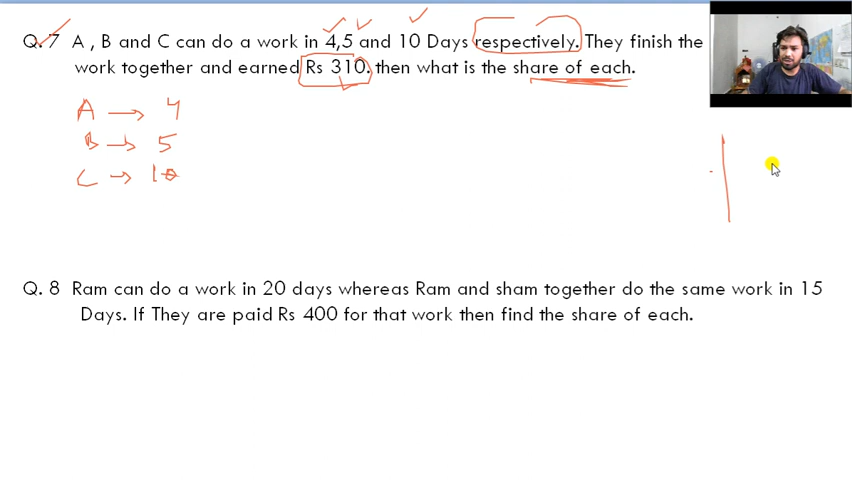 Q. 7 A , B and C can do a work in 4,5 and 10 Days respectively. They finish the
work together and earned Rs 310. then what is the share of each.
A → 4
B → 5
C → 10
Q. 8 Ram can do a work in 20 days whereas Ram and sham together do the same work in 15
Days. If They are paid Rs 400 for that work then find the share of each.